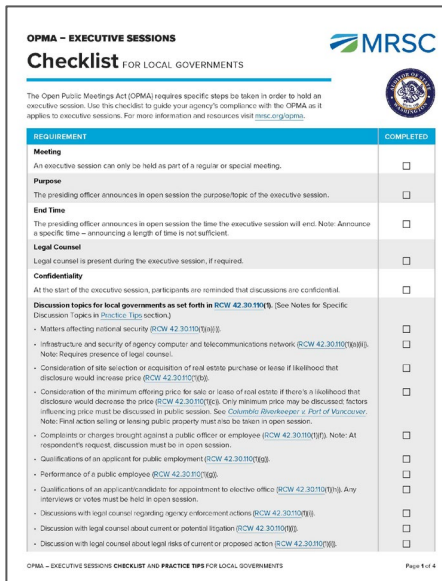 OPMA – EXECUTIVE SESSIONS
Checklist FOR LOCAL GOVERNMENTS
MRSC
The Open Public Meetings Act (OPMA) requires specific steps be taken in order to hold an
executive session. Use this checklist to guide your agency's compliance with the OPMA as it
applies to executive sessions. For more information and resources visit mrsc.org/opma.
REQUIREMENT COMPLETED
Meeting
An executive session can only be held as part of a regular or special meeting.
Purpose
The presiding officer announces in open session the purpose/topic of the executive session.
End Time
The presiding officer announces in open session the time the executive session will end. Note: Announce
a specific time – announcing a length of time is not sufficient.
Legal Counsel
Legal counsel is present during the executive session, if required.
Confidentiality
At the start of the executive session, participants are reminded that discussions are confidential.
Discussion topics for local governments as set forth in RCW 42.30.110(1). (See Notes for Specific
Discussion Topics in Practice Tips section.)
• Matters affecting national security (RCW 42.30.110(1)(a)(i)).
• Infrastructure and security of agency computer and telecommunications network (RCW 42.30.110(1)(a)(ii)).
Note: Requires presence of legal counsel.
• Consideration of site selection or acquisition of real estate purchase or lease if likelihood that
disclosure would increase price (RCW 42.30.110(1)(b)).
• Consideration of the minimum offering price for sale or lease of real estate if there's a likelihood that
disclosure would decrease the price (RCW 42.30.110(1)(c)). Only minimum price may be discussed; factors
influencing price must be discussed in public session. See Columbia Riverkeeper v. Port of Vancouver.
Note: Final action selling or leasing public property must also be taken in open session.
• Complaints or charges brought against a public officer or employee (RCW 42.30.110(1)(f)). Note: At
respondent's request, discussion must be in open session.
• Qualifications of an applicant for public employment (RCW 42.30.110(1)(g)).
• Performance of a public employee (RCW 42.30.110(1)(g)).
• Qualifications of an applicant/candidate for appointment to elective office (RCW 42.30.110(1)(h)). Any
interviews or votes must be held in open session.
• Discussions with legal counsel regarding agency enforcement actions (RCW 42.30.110(1)(i)).
• Discussion with legal counsel about current or potential litigation (RCW 42.30.110(1)(i)).
• Discussion with legal counsel about legal risks of current or proposed action (RCW 42.30.110(1)(i)).
OPMA – EXECUTIVE SESSIONS CHECKLIST AND PRACTICE TIPS FOR LOCAL GOVERNMENTS Page 1 of 4